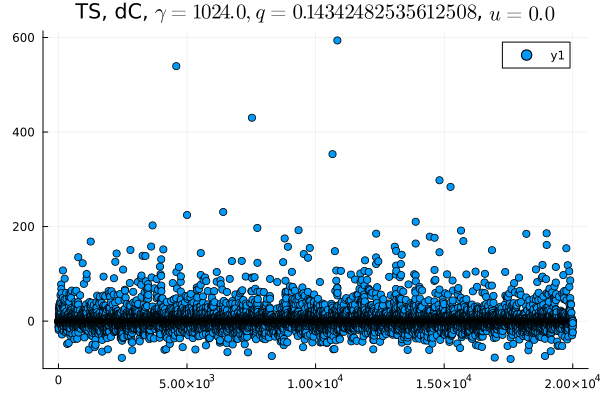 TS, dC, γ = 1024.0, q = 0.14342482535612508, u = 0.0
600
400
200
0
y1
0 5.00×10³ 1.00×10⁴ 1.50×10⁴ 2.00×10⁴